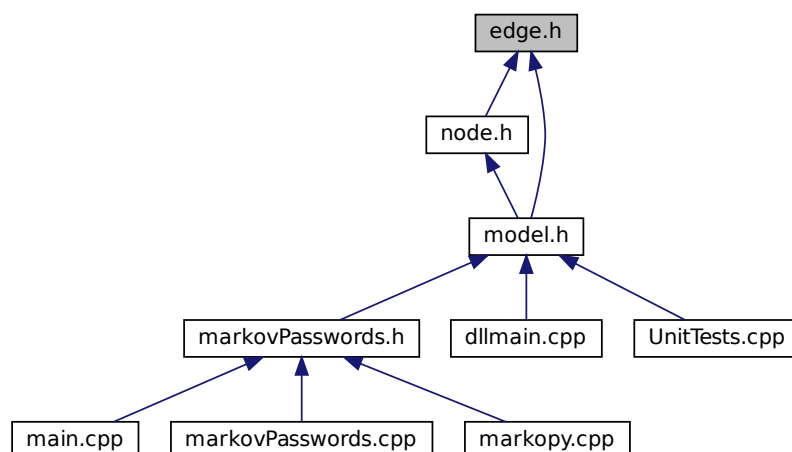 edge.h
node.h
model.h
markovPasswords.h
dllmain.cpp
UnitTests.cpp
main.cpp
markovPasswords.cpp
markopy.cpp